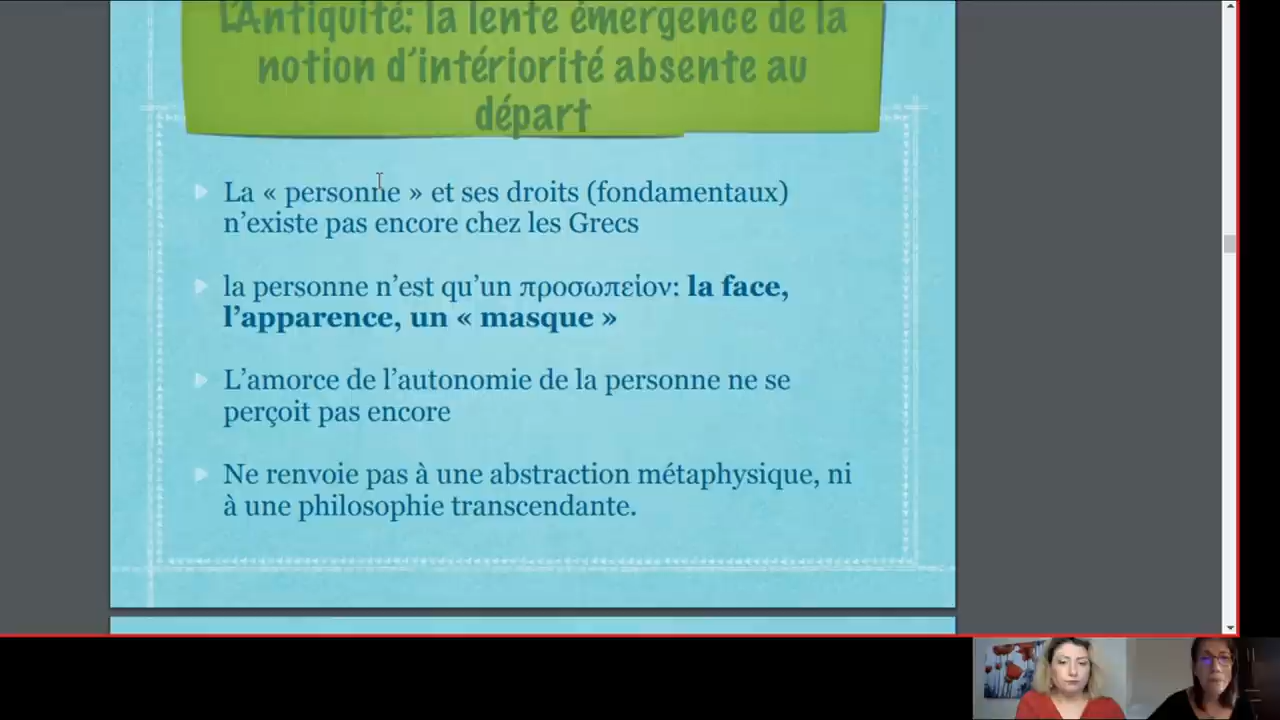 L'Antiquité: la lente émergence de la
notion d'intériorité absente au
départ
La « personne » et ses droits (fondamentaux)
n'existe pas encore chez les Grecs
la personne n'est qu'un προσωπείον: la face,
l'apparence, un « masque »
L'amorce de l'autonomie de la personne ne se
perçoit pas encore
Ne renvoie pas à une abstraction métaphysique, ni
à une philosophie transcendante.